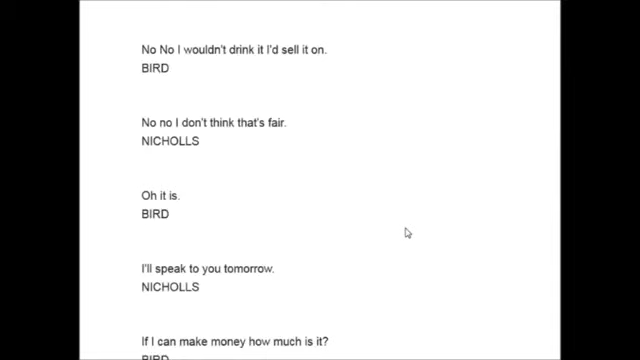 No No I wouldn't drink it I'd sell it on.
BIRD
No no I don't think that's fair.
NICHOLLS
Oh it is.
BIRD
I'll speak to you tomorrow.
NICHOLLS
If I can make money how much is it?
BIRD